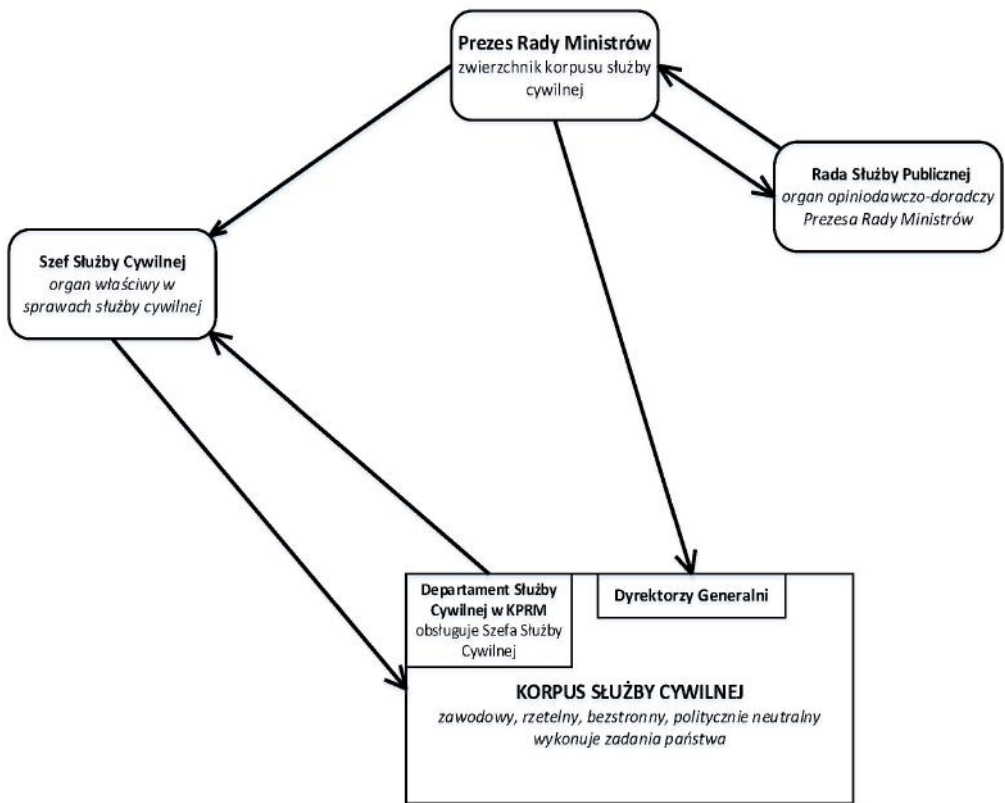 Prezes Rady Ministrów
zwierzchnik korpusu służby
cywilnej
Rada Służby Publicznej
organ opiniodawczo-doradczy
Prezesa Rady Ministrów
Szef Służby Cywilnej
organ właściwy w
sprawach służby cywilnej
Departament Służby
Cywilnej w KPRM
obsługuje Szefa Służby
Cywilnej
Dyrektorzy Generalni
KORPUS SŁUŻBY CYWILNEJ
zawodowy, rzetelny, bezstronny, politycznie neutralny
wykonuje zadania państwa